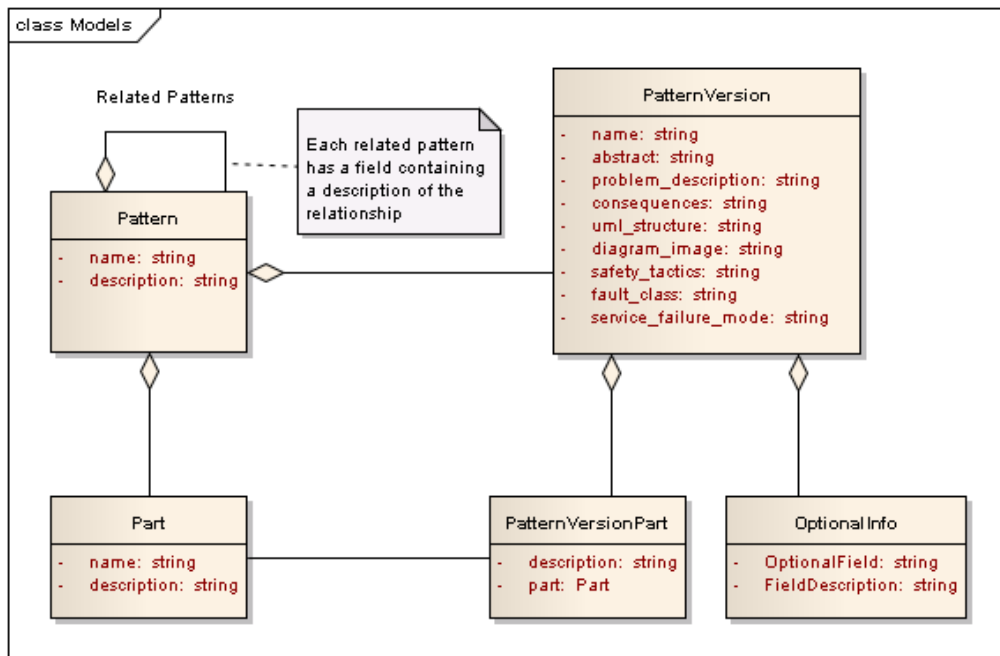 class Models
Related Patterns
Each related pattern
has a field containing
a description of the
relationship
Pattern
- name: string
- description: string
PatternVersion
- name: string
- abstract: string
- problem_description: string
- consequences: string
- uml_structure: string
- diagram_image: string
- safety_tactics: string
- fault_class: string
- service_failure_mode: string
Part
- name: string
- description: string
PatternVersionPart
- description: string
- part: Part
OptionalInfo
- OptionalField: string
- FieldDescription: string